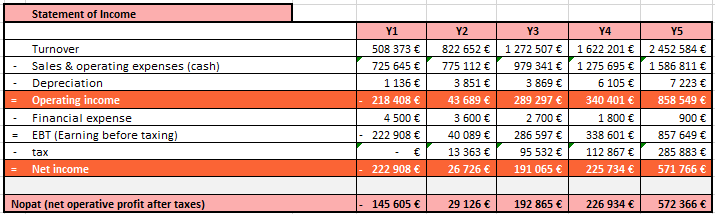 Statement of Income
Y1 Y2 Y3 Y4 Y5
Turnover 508 373 € 822 652 € 1 272 507 € 1 622 201 € 2 452 584 €
- Sales & operating expenses (cash) 725 645 € 775 112 € 979 341 € 1 275 695 € 1 586 811 €
- Depreciation 1 136 € 3 851 € 3 869 € 6 105 € 7 223 €
= Operating income - 218 408 € 43 689 € 289 297 € 340 401 € 858 549 €
- Financial expense 4 500 € 3 600 € 2 700 € 1 800 € 900 €
= EBT (Earning before taxing) - 222 908 € 40 089 € 286 597 € 338 601 € 857 649 €
- tax - € 13 363 € 95 532 € 112 867 € 285 883 €
= Net income - 222 908 € 26 726 € 191 065 € 225 734 € 571 766 €
Nopat (net operative profit after taxes) - 145 605 € 29 126 € 192 865 € 226 934 € 572 366 €